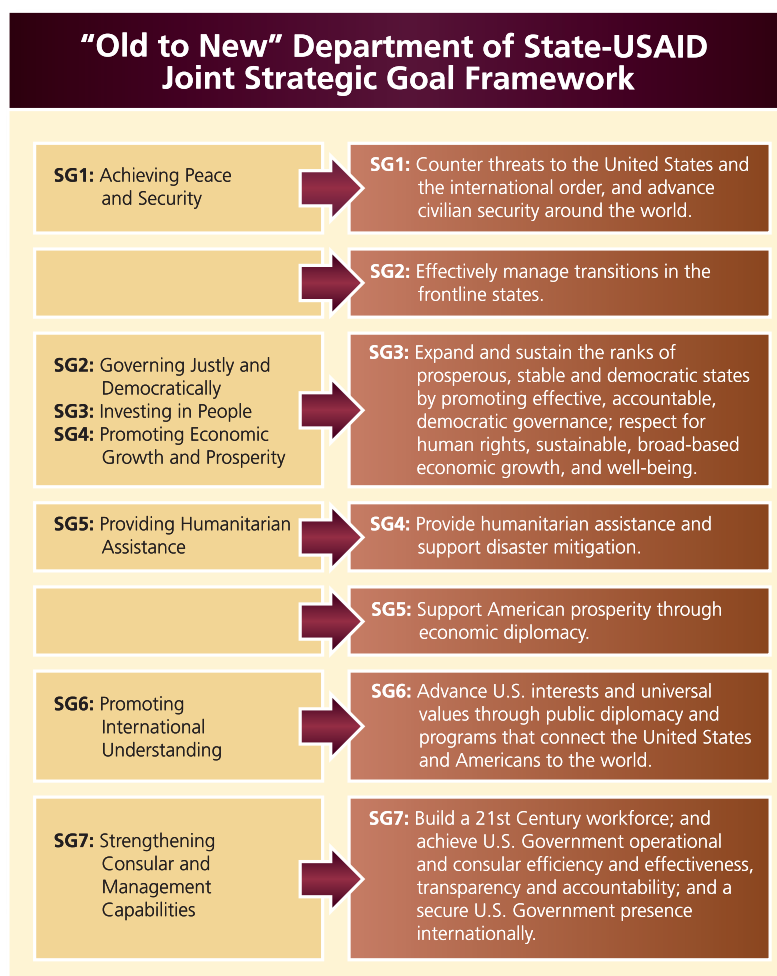 “Old to New” Department of State-USAID
Joint Strategic Goal Framework
SG1: Achieving Peace
and Security
SG1: Counter threats to the United States and
the international order, and advance
civilian security around the world.
SG2: Effectively manage transitions in the
frontline states.
SG2: Governing Justly and
Democratically
SG3: Investing in People
SG4: Promoting Economic
Growth and Prosperity
SG3: Expand and sustain the ranks of
prosperous, stable and democratic states
by promoting effective, accountable,
democratic governance; respect for
human rights, sustainable, broad-based
economic growth, and well-being.
SG5: Providing Humanitarian
Assistance
SG4: Provide humanitarian assistance and
support disaster mitigation.
SG5: Support American prosperity through
economic diplomacy.
SG6: Promoting
International
Understanding
SG6: Advance U.S. interests and universal
values through public diplomacy and
programs that connect the United States
and Americans to the world.
SG7: Strengthening
Consular and
Management
Capabilities
SG7: Build a 21st Century workforce; and
achieve U.S. Government operational
and consular efficiency and effectiveness,
transparency and accountability; and a
secure U.S. Government presence
internationally.